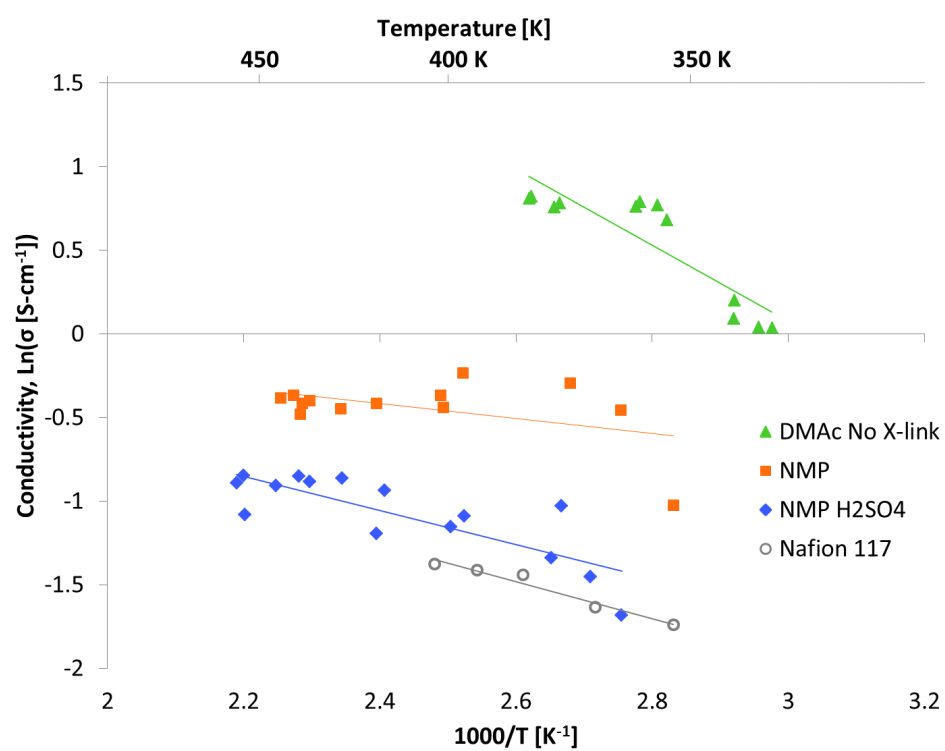 Temperature [K]
450 400 K 350 K
Conductivity, Ln(σ [S-cm⁻¹])
1.5
1
0.5
0
-0.5
-1
-1.5
-2
DMAc No X-link
NMP
NMP H2SO4
Nafion 117
2 2.2 2.4 2.6 2.8 3 3.2
1000/T [K⁻¹]